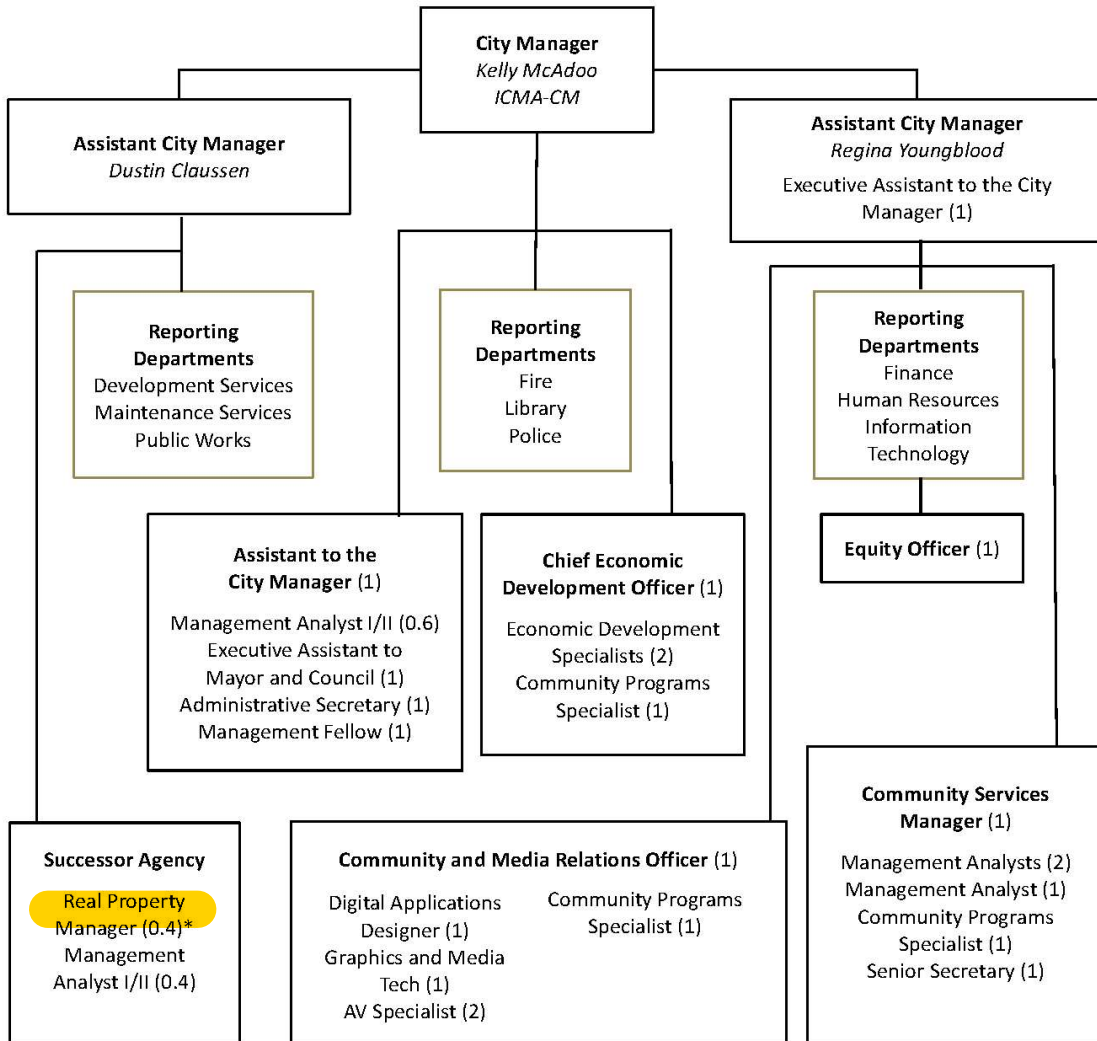 City Manager
Kelly McAdoo
ICMA-CM
Assistant City Manager
Dustin Claussen
Assistant City Manager
Regina Youngblood
Executive Assistant to the City
Manager (1)
Reporting
Departments
Development Services
Maintenance Services
Public Works
Reporting
Departments
Fire
Library
Police
Reporting
Departments
Finance
Human Resources
Information
Technology
Assistant to the
City Manager (1)
Management Analyst I/II (0.6)
Executive Assistant to
Mayor and Council (1)
Administrative Secretary (1)
Management Fellow (1)
Chief Economic
Development Officer (1)
Economic Development
Specialists (2)
Community Programs
Specialist (1)
Equity Officer (1)
Successor Agency
Real Property
Manager (0.4)*
Management
Analyst I/II (0.4)
Community and Media Relations Officer (1)
Digital Applications
Designer (1)
Graphics and Media
Tech (1)
AV Specialist (2)
Community Programs
Specialist (1)
Community Services
Manager (1)
Management Analysts (2)
Management Analyst (1)
Community Programs
Specialist (1)
Senior Secretary (1)